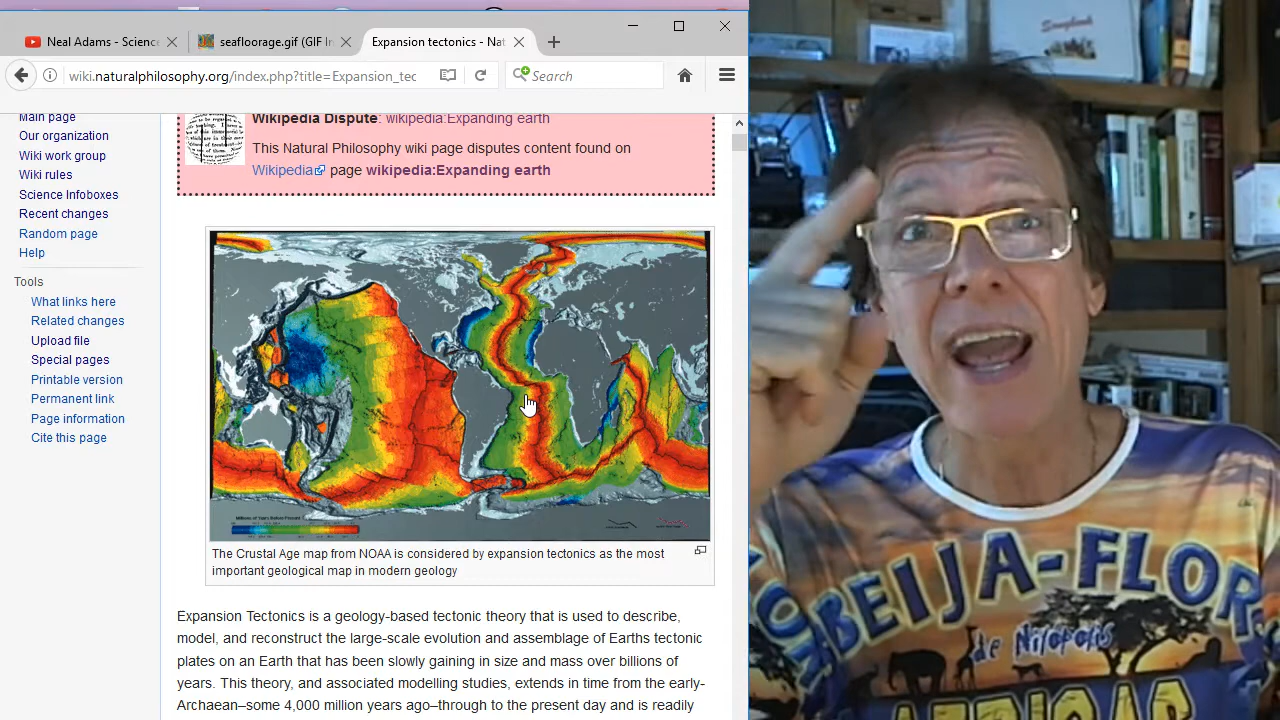 Neal Adams - Science
seafloorage.gif (GIF In
Expansion tectonics - Nat
wiki.naturalphilosophy.org/index.php?title=Expansion_tec
Search
Main page
Our organization
Wiki work group
Wiki rules
Science Infoboxes
Recent changes
Random page
Help
Tools
What links here
Related changes
Upload file
Special pages
Printable version
Permanent link
Page information
Cite this page
Wikipedia Dispute: wikipedia:Expanding earth
This Natural Philosophy wiki page disputes content found on
Wikipedia page wikipedia:Expanding earth
The Crustal Age map from NOAA is considered by expansion tectonics as the most
important geological map in modern geology
Expansion Tectonics is a geology-based tectonic theory that is used to describe,
model, and reconstruct the large-scale evolution and assemblage of Earths tectonic
plates on an Earth that has been slowly gaining in size and mass over billions of
years. This theory, and associated modelling studies, extends in time from the early-
Archaean–some 4,000 million years ago–through to the present day and is readily
Songbook
BEIJA-FLOR
de Nilópolis